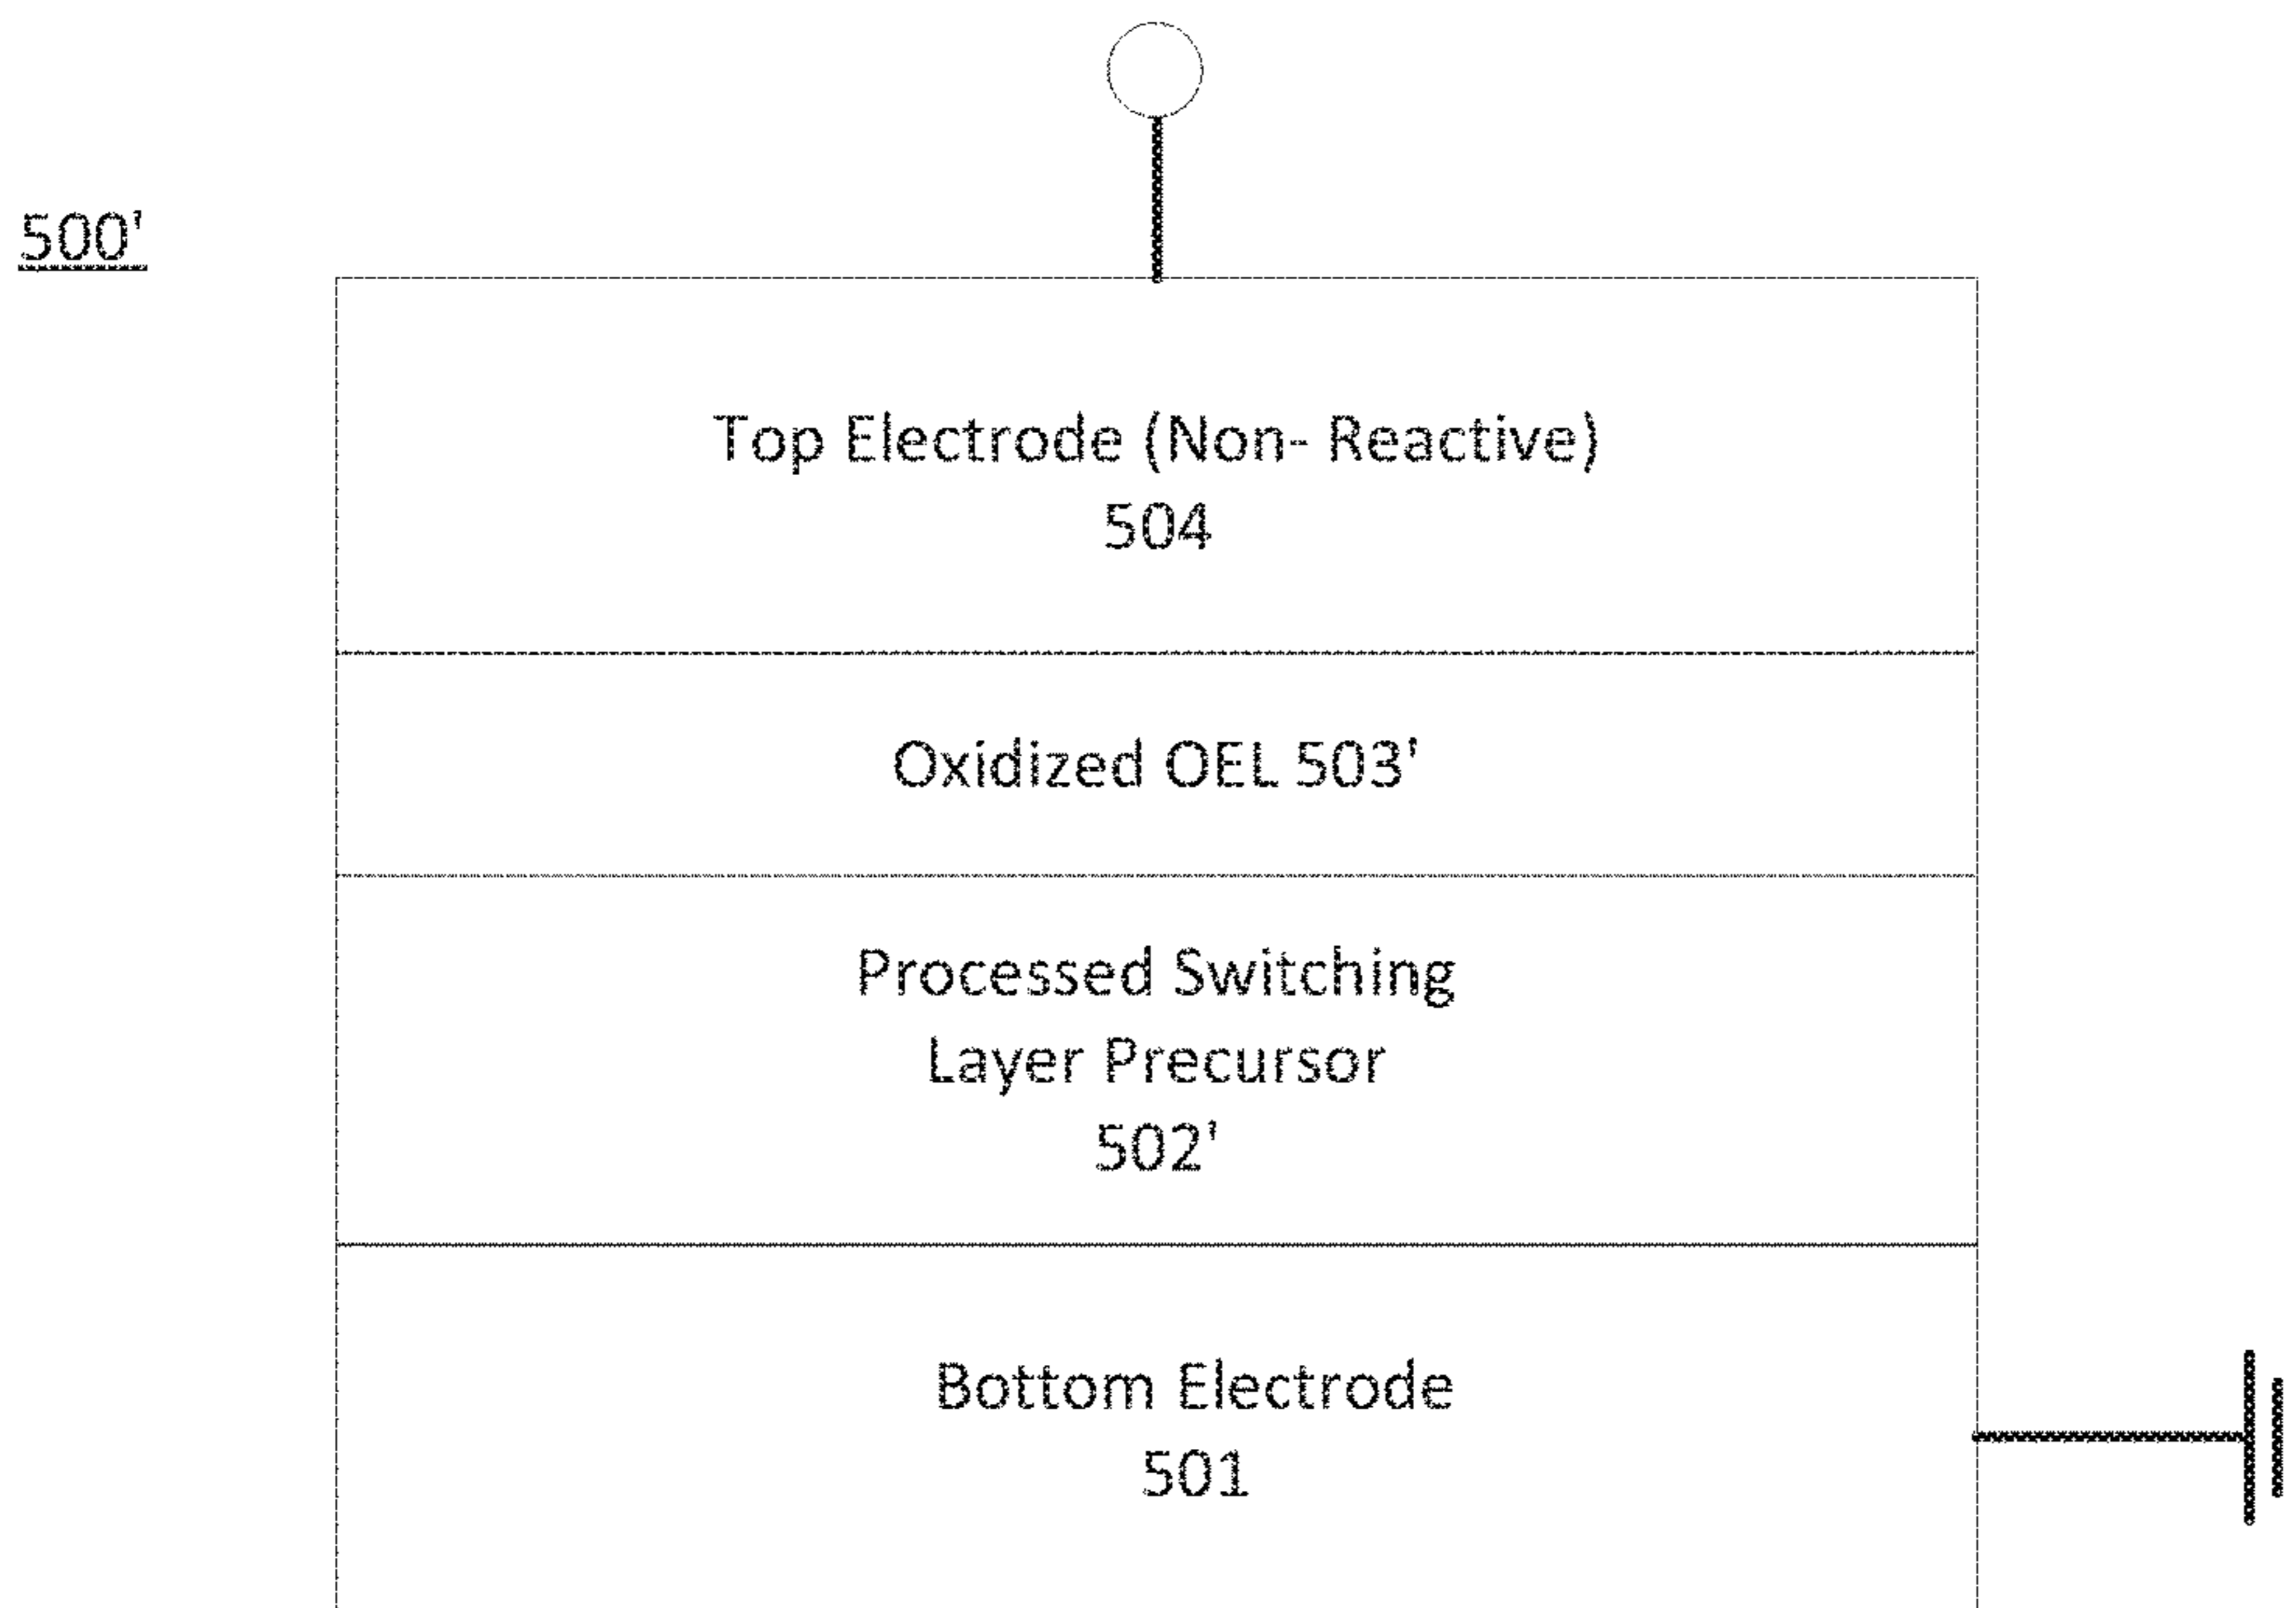 500'
Top Electrode (Non- Reactive)
504
Oxidized OEL 503'
Processed Switching
Layer Precursor
502'
Bottom Electrode
501